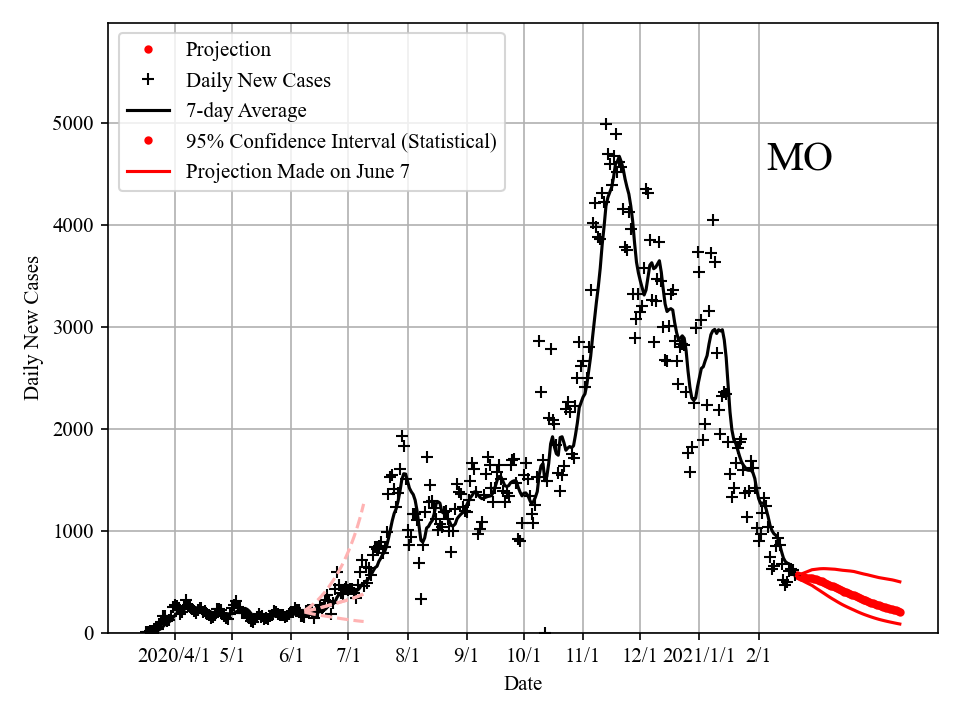 Projection
Daily New Cases
7-day Average
95% Confidence Interval (Statistical)
Projection Made on June 7
MO
5000
4000
3000
2000
1000
0
Daily New Cases
2020/4/1 5/1 6/1 7/1 8/1 9/1 10/1 11/1 12/1 2021/1/1 2/1
Date